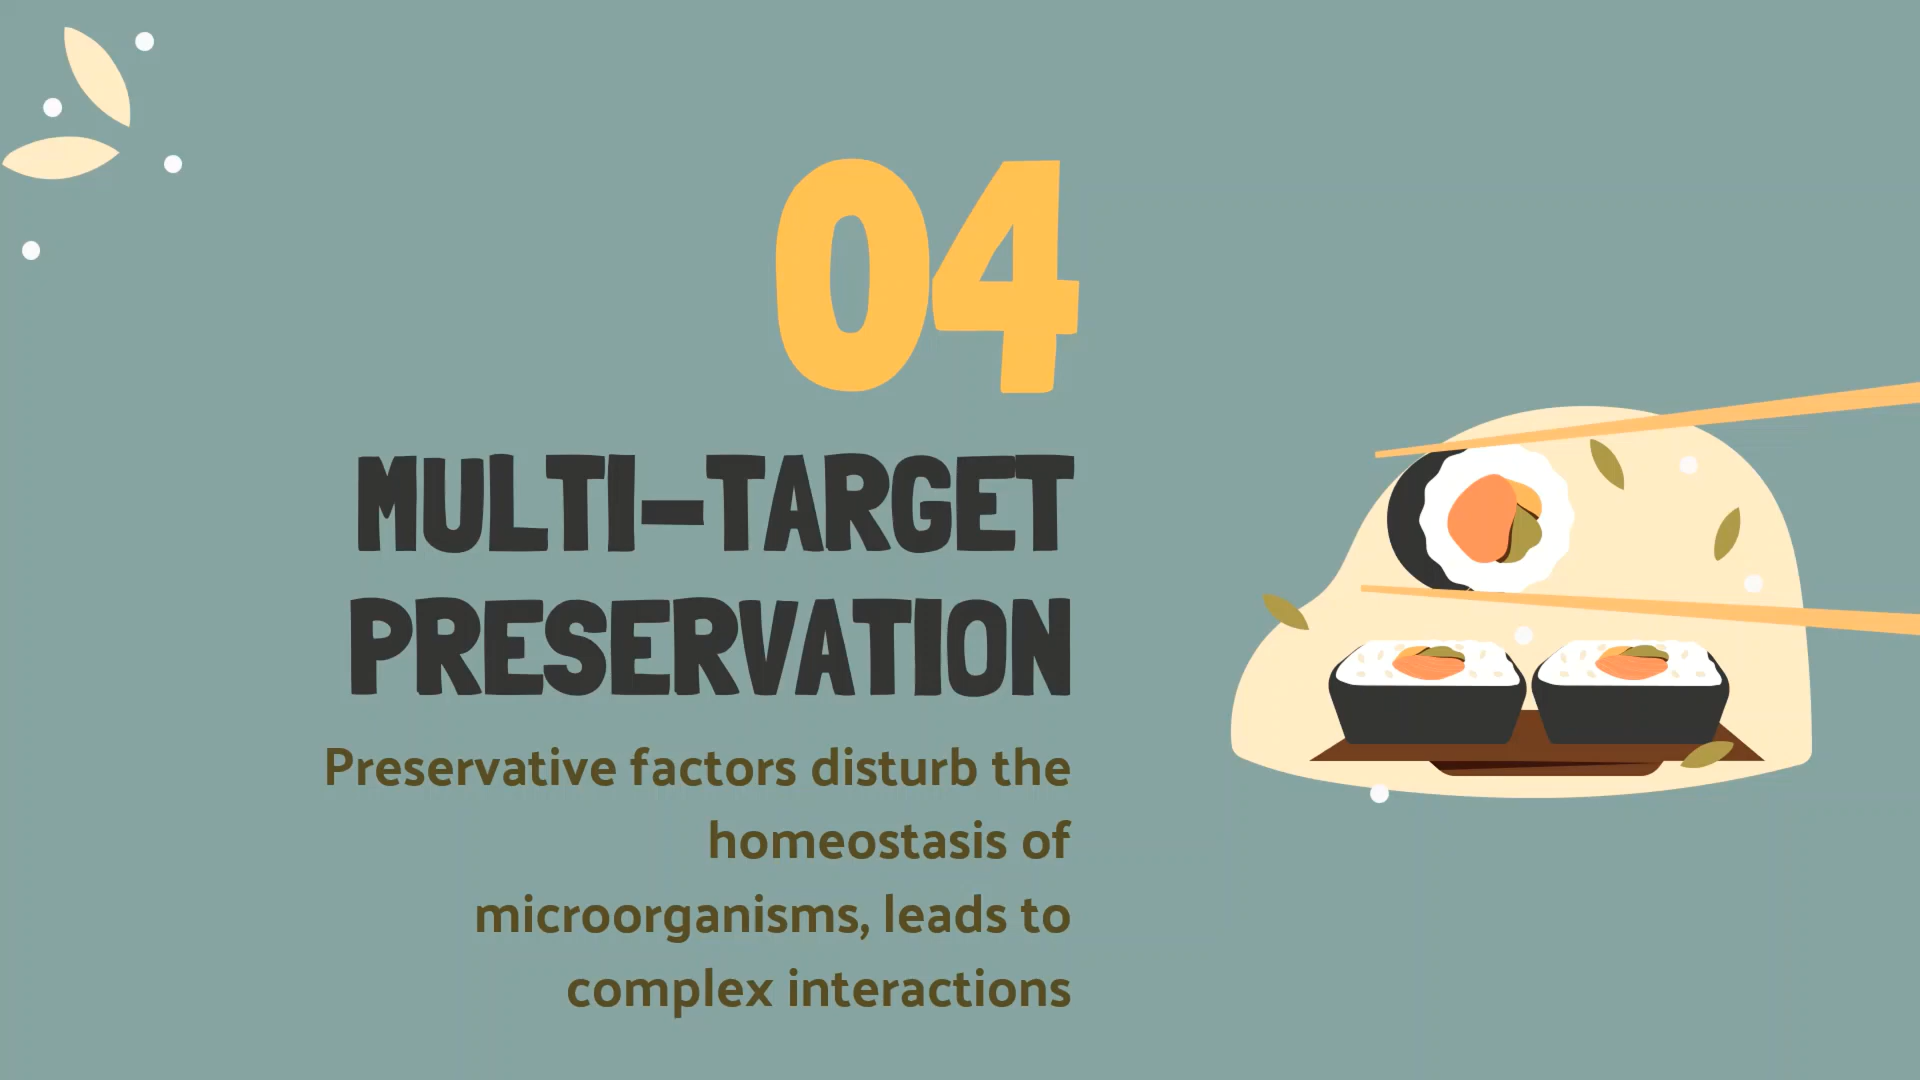 04
MULTI-TARGET
PRESERVATION
Preservative factors disturb the
homeostasis of
microorganisms, leads to
complex interactions